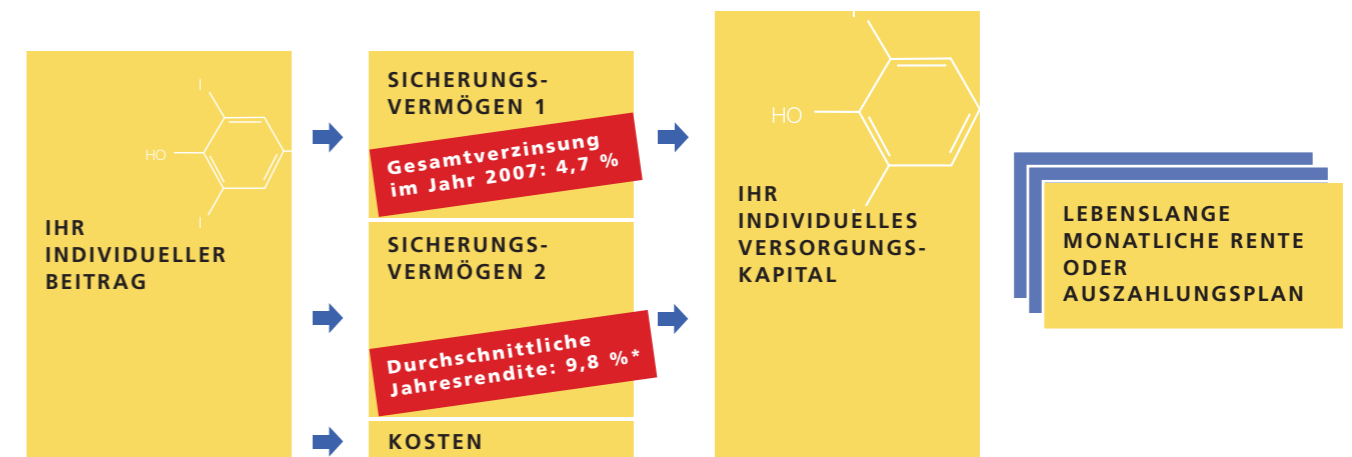 IHR
INDIVIDUELLER
BEITRAG
I
HO
I
SICHERUNGS-
VERMÖGEN 1
Gesamtverzinsung
im Jahr 2007: 4,7 %
SICHERUNGS-
VERMÖGEN 2
Durchschnittliche
Jahresrendite: 9,8 %*
KOSTEN
HO
IHR
INDIVIDUELLES
VERSORGUNGS-
KAPITAL
LEBENSLANGE
MONATLICHE RENTE
ODER
AUSZAHLUNGSPLAN